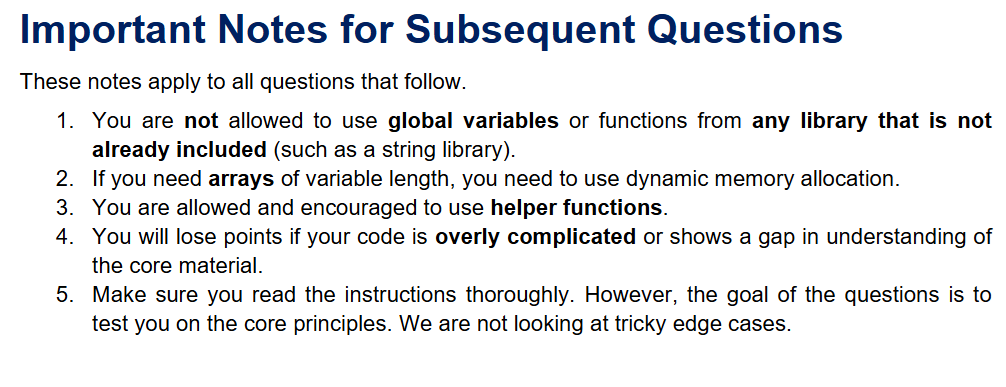 Important Notes for Subsequent Questions
These notes apply to all questions that follow.
1. You are not allowed to use global variables or functions from any library that is not
already included (such as a string library).
2. If you need arrays of variable length, you need to use dynamic memory allocation.
3. You are allowed and encouraged to use helper functions.
4. You will lose points if your code is overly complicated or shows a gap in understanding of
the core material.
5. Make sure you read the instructions thoroughly. However, the goal of the questions is to
test you on the core principles. We are not looking at tricky edge cases.